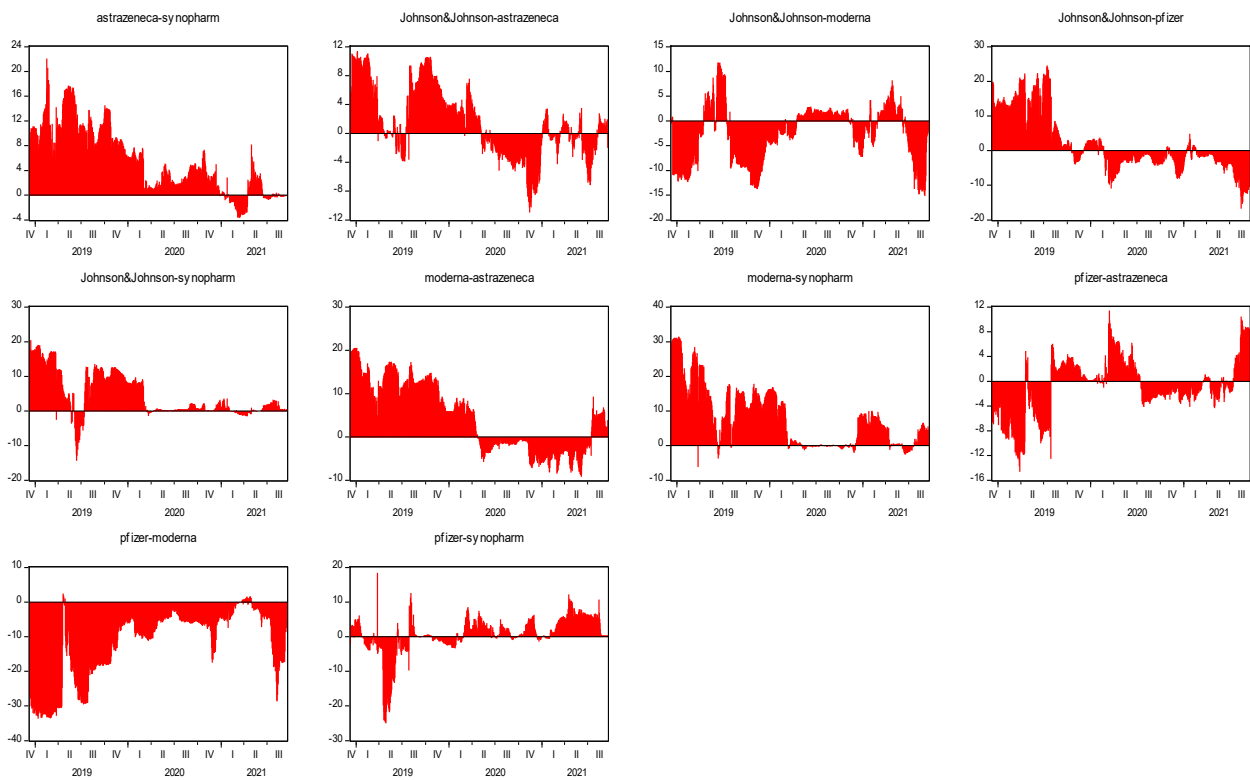 astrazeneca-synopharm
24
20
16
12
8
4
0
-4
IV I II III IV I II III IV I II III
2019 2020 2021
Johnson&Johnson-astrazeneca
12
8
4
0
-4
-8
-12
IV I II III IV I II III IV I II III
2019 2020 2021
Johnson&Johnson-moderna
15
10
5
0
-5
-10
-15
-20
IV I II III IV I II III IV I II III
2019 2020 2021
Johnson&Johnson-pfizer
30
20
10
0
-10
-20
IV I II III IV I II III IV I II III
2019 2020 2021
Johnson&Johnson-synopharm
30
20
10
0
-10
-20
IV I II III IV I II III IV I II III
2019 2020 2021
moderna-astrazeneca
30
20
10
0
-10
IV I II III IV I II III IV I II III
2019 2020 2021
moderna-synopharm
40
30
20
10
0
-10
IV I II III IV I II III IV I II III
2019 2020 2021
pfizer-astrazeneca
12
8
4
0
-4
-8
-12
-16
IV I II III IV I II III IV I II III
2019 2020 2021
pfizer-moderna
10
0
-10
-20
-30
-40
IV I II III IV I II III IV I II III
2019 2020 2021
pfizer-synopharm
20
10
0
-10
-20
-30
IV I II III IV I II III IV I II III
2019 2020 2021